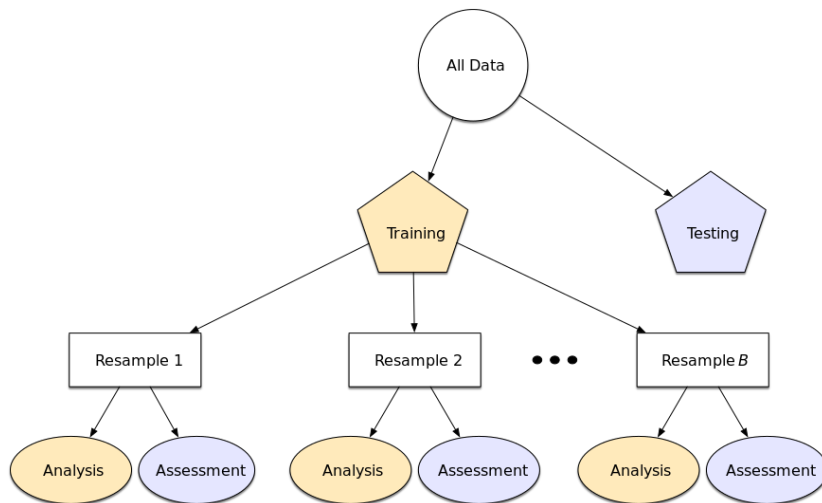 All Data
Training
Testing
Resample 1
Resample 2
Resample B
Analysis
Assessment
Analysis
Assessment
Analysis
Assessment